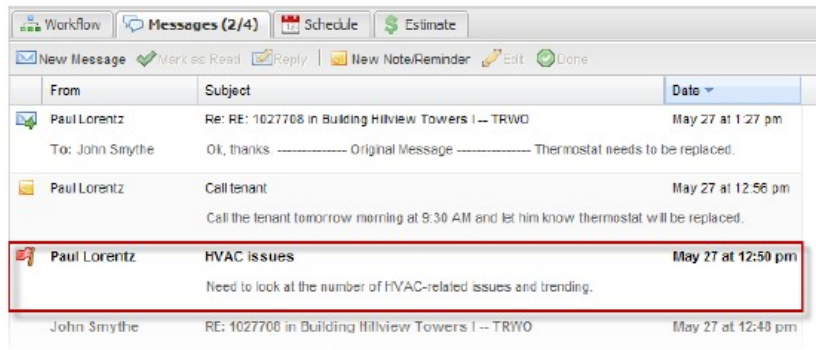 Workflow Messages (2/4) Schedule Estimate
New Message Mark as Read Reply New Note/Reminder Edit Done
From Subject Date
Paul Lorentz Re: RE: 1027708 in Building Hillview Towers I -- TRWO May 27 at 1:27 pm
To: John Smythe Ok, thanks. --------------- Original Message --------------- Thermostat needs to be replaced.
Paul Lorentz Call tenant May 27 at 12:56 pm
Call the tenant tomorrow morning at 9:30 AM and let him know thermostat will be replaced.
Paul Lorentz HVAC issues May 27 at 12:50 pm
Need to look at the number of HVAC-related issues and trending.
John Smythe RE: 1027708 in Building Hillview Towers I -- TRWO May 27 at 12:48 pm